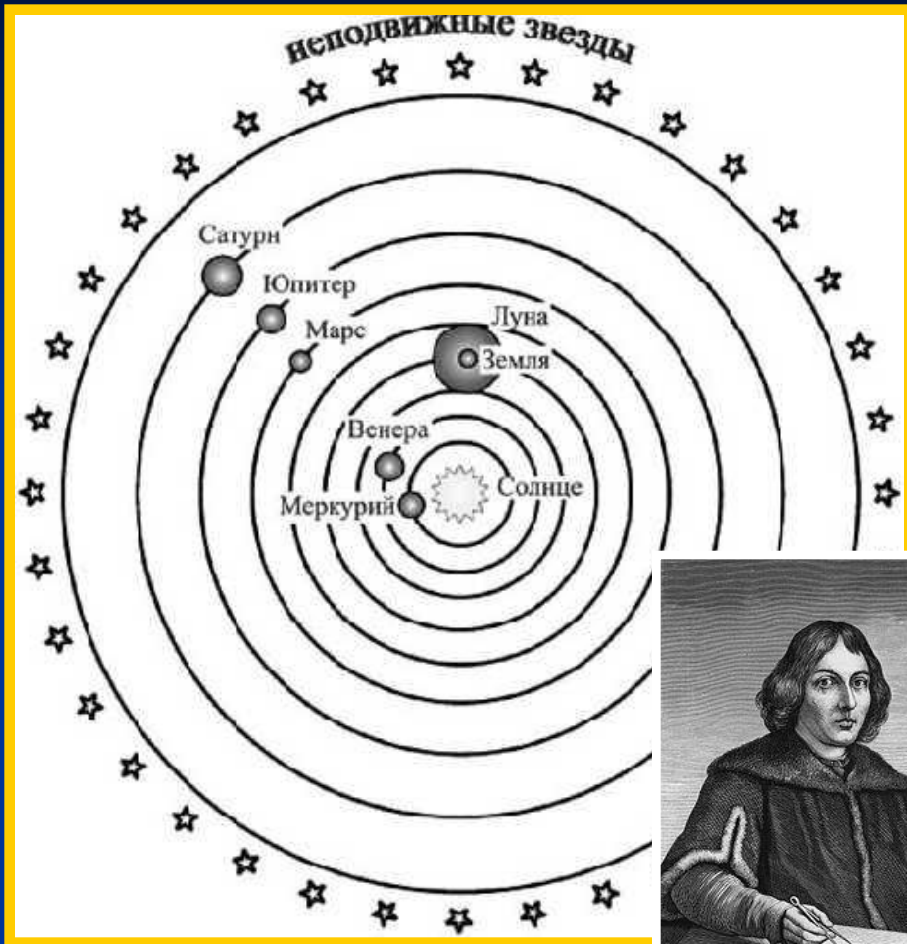 неподвижные звезды
Сатурн
Юпитер
Марс
Луна
Земля
Венера
Меркурий
Солнце